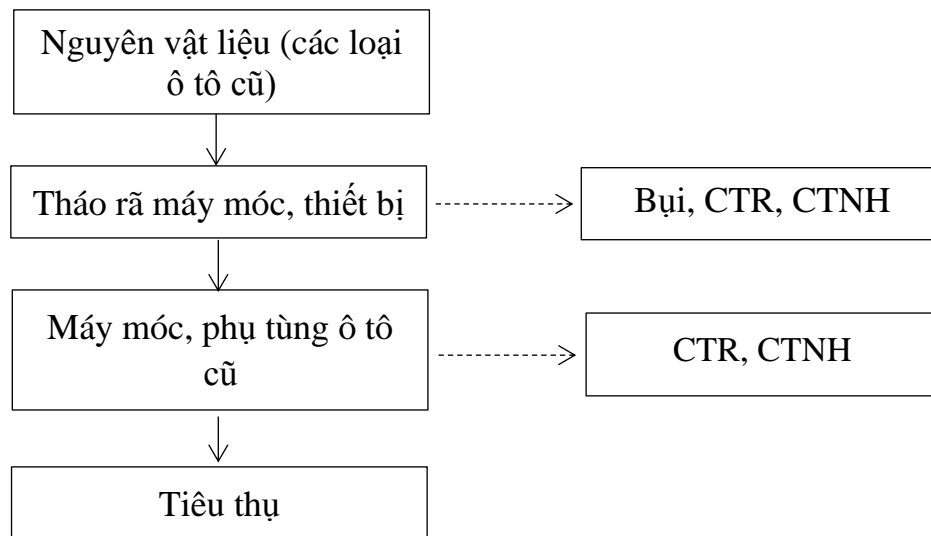 Nguyên vật liệu (các loại
ô tô cũ)
Tháo rã máy móc, thiết bị
Bụi, CTR, CTNH
Máy móc, phụ tùng ô tô
cũ
CTR, CTNH
Tiêu thụ